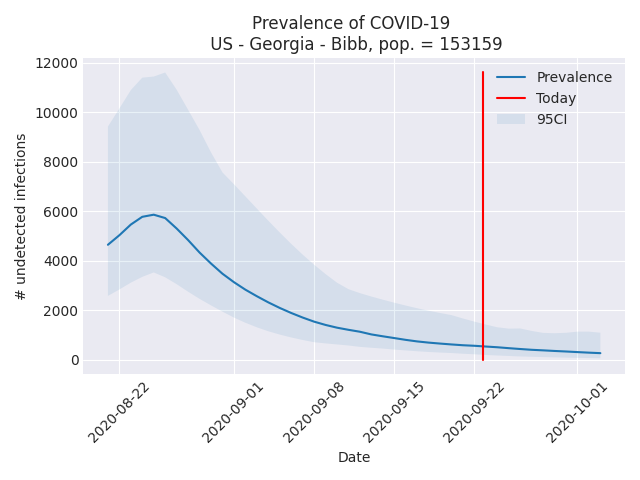 Prevalence of COVID-19
US - Georgia - Bibb, pop. = 153159
12000
10000
8000
6000
4000
2000
0
# undetected infections
Prevalence
Today
95CI
2020-08-22
2020-09-01
2020-09-08
2020-09-15
2020-09-22
2020-10-01
Date